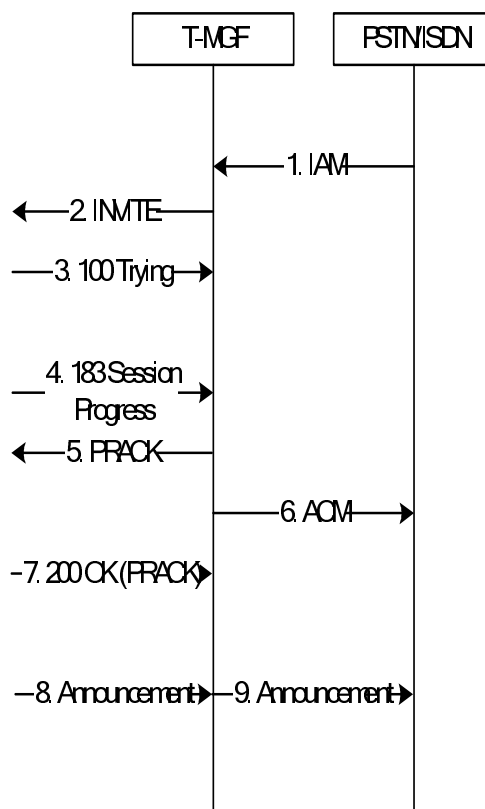 T-MGF
PSTN/ISDN
1. IAM
2. INVITE
3. 100 Trying
4. 183 Session
Progress
5. PRACK
6. ACM
7. 200 OK (PRACK)
8. Announcement
9. Announcement